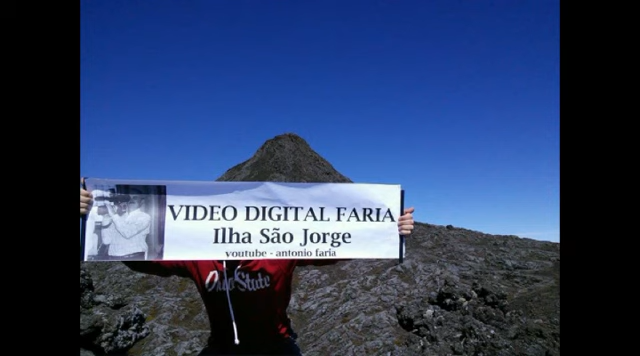 VIDEO DIGITAL FARIA
Ilha São Jorge
youtube - antonio faria
Ohio State